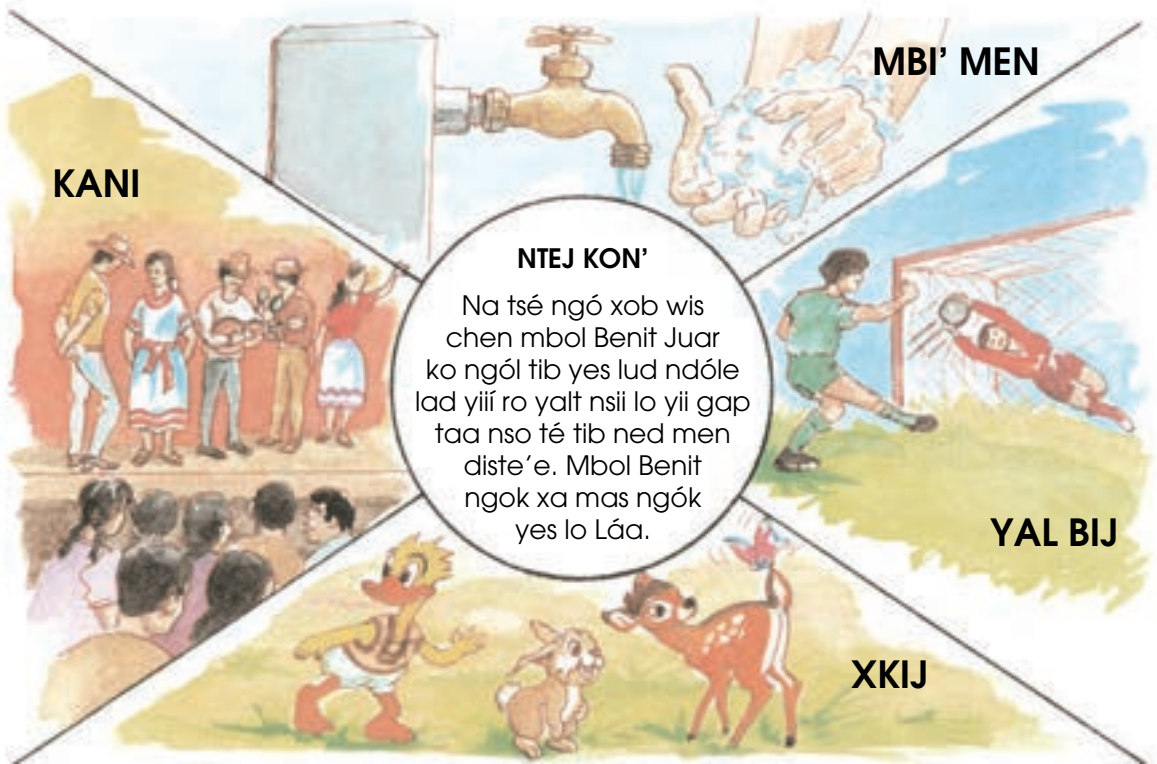 MBI’ MEN
KANI
NTEJ KON’
Na tsé ngó xob wis
chen mbol Benit Juar
ko ngól tib yes lud ndóle
lad yiií ro yalt nsii lo yii gap
taa nso té tib ned men
diste’e. Mbol Benit
ngok xa mas ngók
yes lo Láa.
YAL BIJ
XKIJ